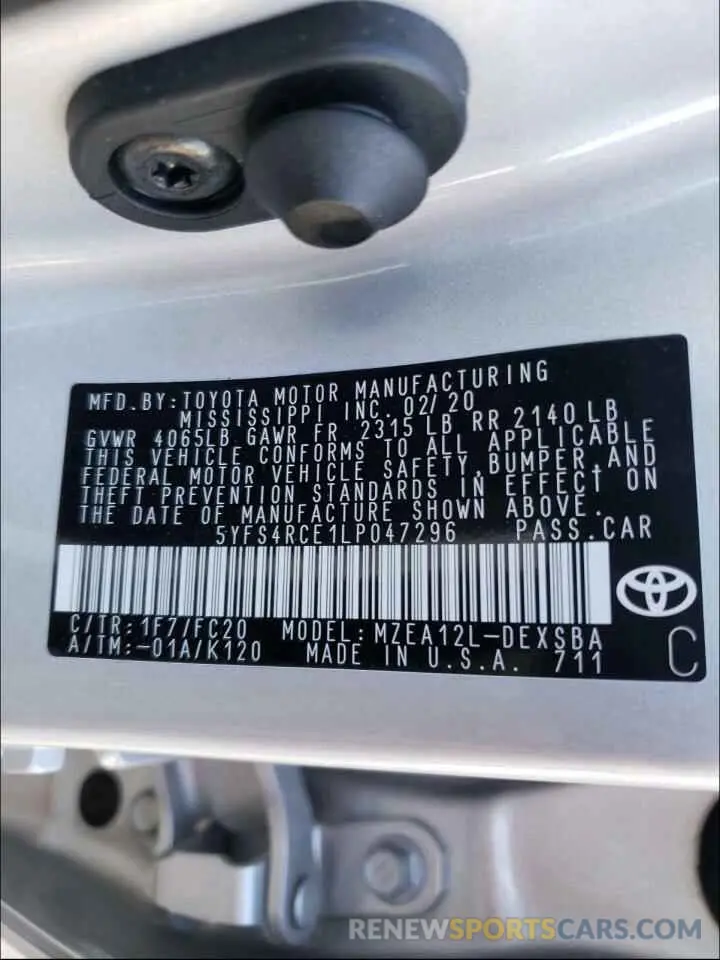 MFD.BY:TOYOTA MOTOR MANUFACTURING
MISSISSIPPI INC. 02/20
GVWR 4065LB GAWR FR 2315 LB RR 2140 LB
THIS VEHICLE CONFORMS TO ALL APPLICABLE
FEDERAL MOTOR VEHICLE SAFETY,BUMPER,AND
THEFT PREVENTION STANDARDS IN EFFECT ON
THE DATE OF MANUFACTURE SHOWN ABOVE.
5YFS4RCE1LP047296 PASS.CAR
C/TR:1F7/FC20 MODEL:MZEA12L-DEXSBA
A/TM:-01A/K120 MADE IN U.S.A. 711
C
RENEWSPORTSCARS.COM